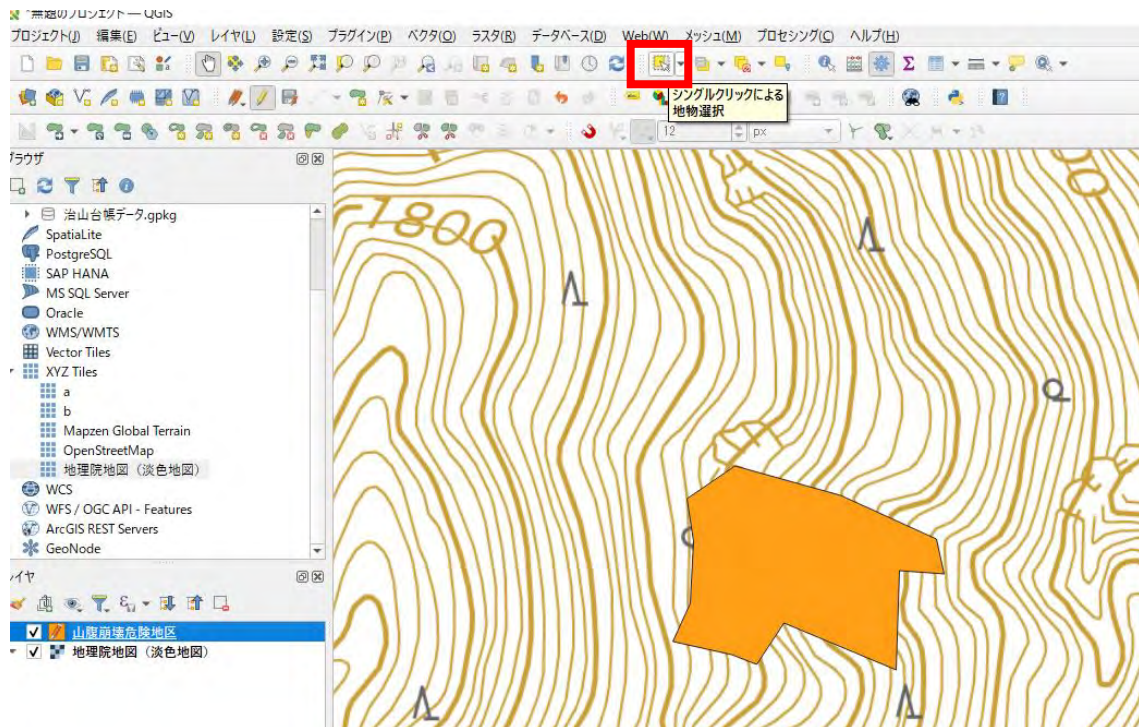 *無題のプロジェクト — QGIS
プロジェクト(J) 編集(E) ビュー(V) レイヤ(L) 設定(S) プラグイン(P) ベクタ(O) ラスタ(R) データベース(D) Web(W) メッシュ(M) プロセシング(C) ヘルプ(H)
シングルクリックによる
地物選択
12 px
ブラウザ
治山台帳データ.gpkg
SpatiaLite
PostgreSQL
SAP HANA
MS SQL Server
Oracle
WMS/WMTS
Vector Tiles
XYZ Tiles
a
b
Mapzen Global Terrain
OpenStreetMap
地理院地図（淡色地図）
WCS
WFS / OGC API - Features
ArcGIS REST Servers
GeoNode
1800
レイヤ
山腹崩壊危険地区
地理院地図（淡色地図）